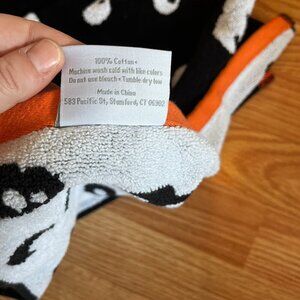 100% Cotton•
Machine wash cold with like colors
Do not bleach • Tumble dry low
Made in China
583 Pacific St, Stamford, CT 06902